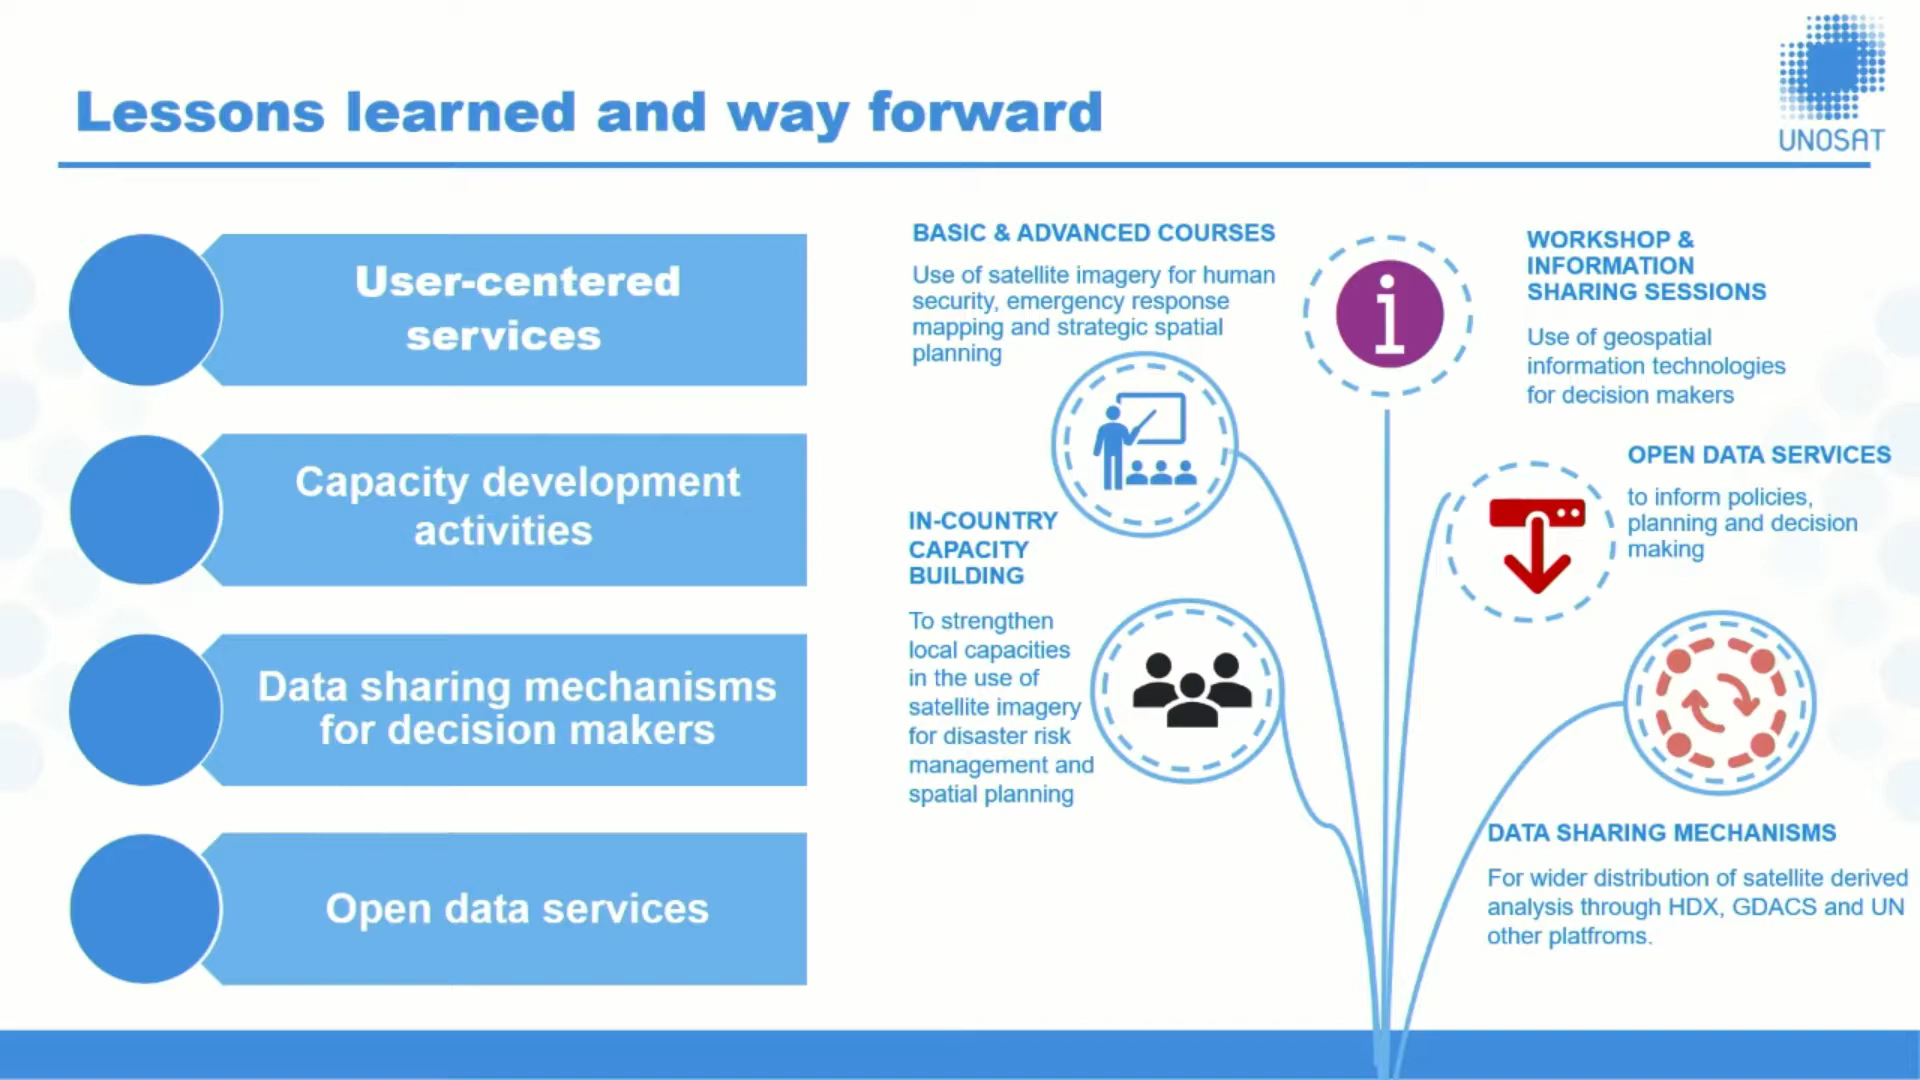 Lessons learned and way forward
UNOSAT
User-centered
services
Capacity development
activities
Data sharing mechanisms
for decision makers
Open data services
BASIC & ADVANCED COURSES
Use of satellite imagery for human
security, emergency response
mapping and strategic spatial
planning
IN-COUNTRY
CAPACITY
BUILDING
To strengthen
local capacities
in the use of
satellite imagery
for disaster risk
management and
spatial planning
i
WORKSHOP &
INFORMATION
SHARING SESSIONS
Use of geospatial
information technologies
for decision makers
OPEN DATA SERVICES
to inform policies,
planning and decision
making
DATA SHARING MECHANISMS
For wider distribution of satellite derived
analysis through HDX, GDACS and UN
other platfroms.